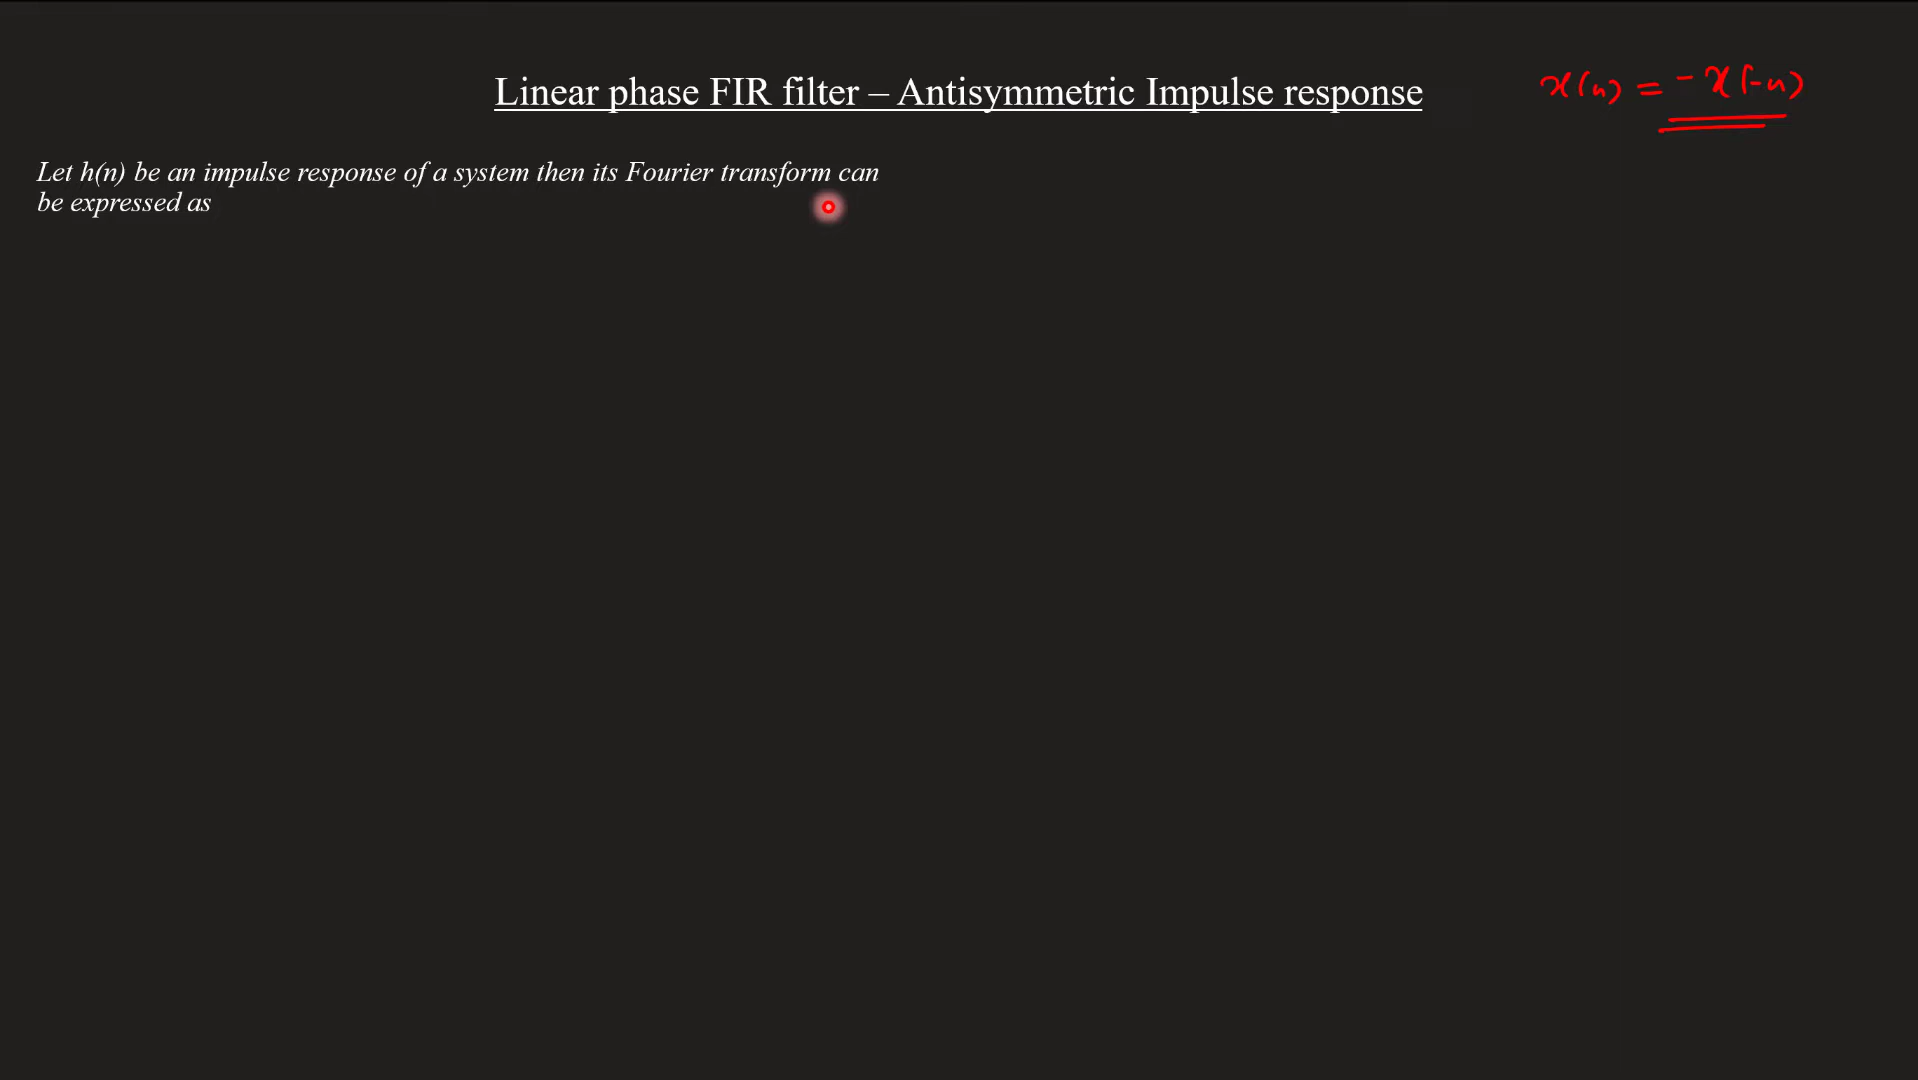 Linear phase FIR filter – Antisymmetric Impulse response
x(n) = -x(-n)
Let h(n) be an impulse response of a system then its Fourier transform can
be expressed as